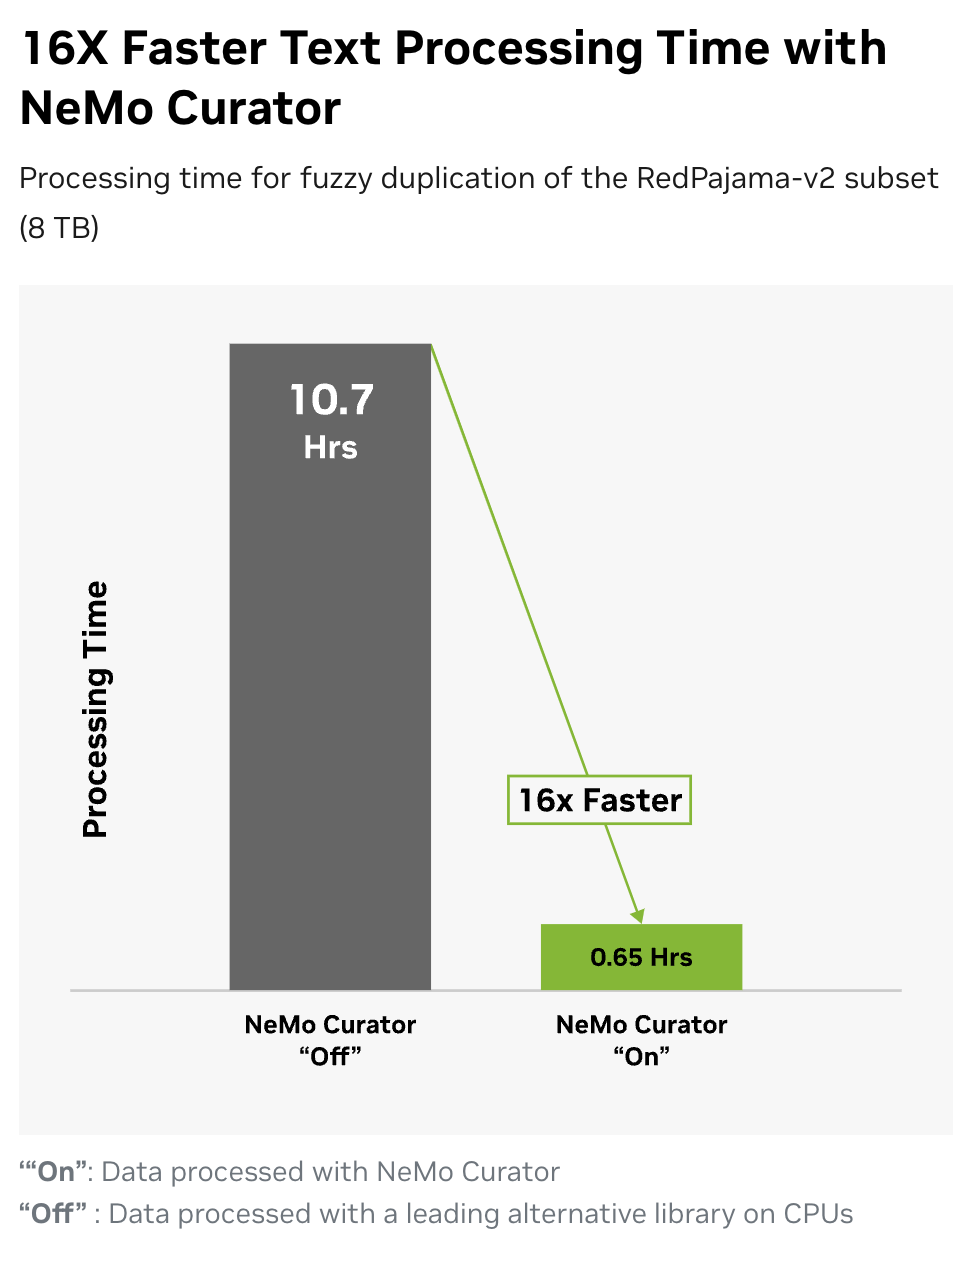 16X Faster Text Processing Time with
NeMo Curator
Processing time for fuzzy duplication of the RedPajama-v2 subset
(8 TB)
10.7
Hrs
Processing Time
16x Faster
0.65 Hrs
NeMo Curator
“Off”
NeMo Curator
“On”
‘“On”: Data processed with NeMo Curator
“Off” : Data processed with a leading alternative library on CPUs